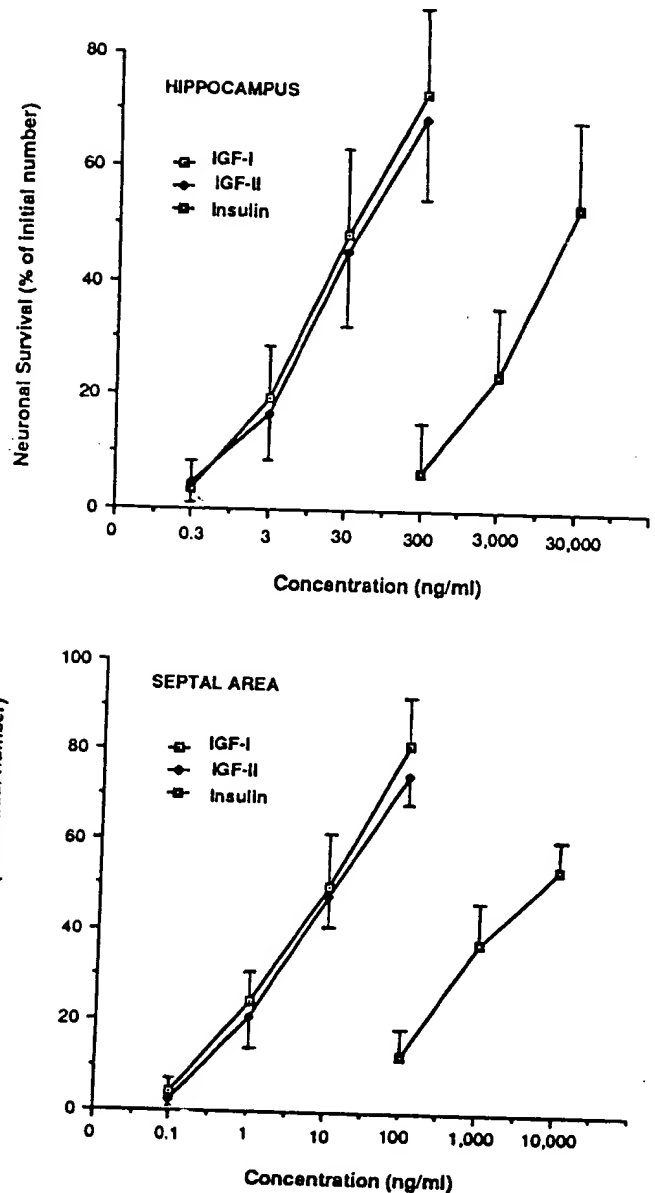 80
60
40
20
0
Neuronal Survival (% of initial number)
HIPPOCAMPUS
IGF-I
IGF-II
Insulin
0 0.3 3 30 300 3,000 30,000
Concentration (ng/ml)
100
80
60
40
20
0
SEPTAL AREA
IGF-I
IGF-II
Insulin
0 0.1 1 10 100 1,000 10,000
Concentration (ng/ml)